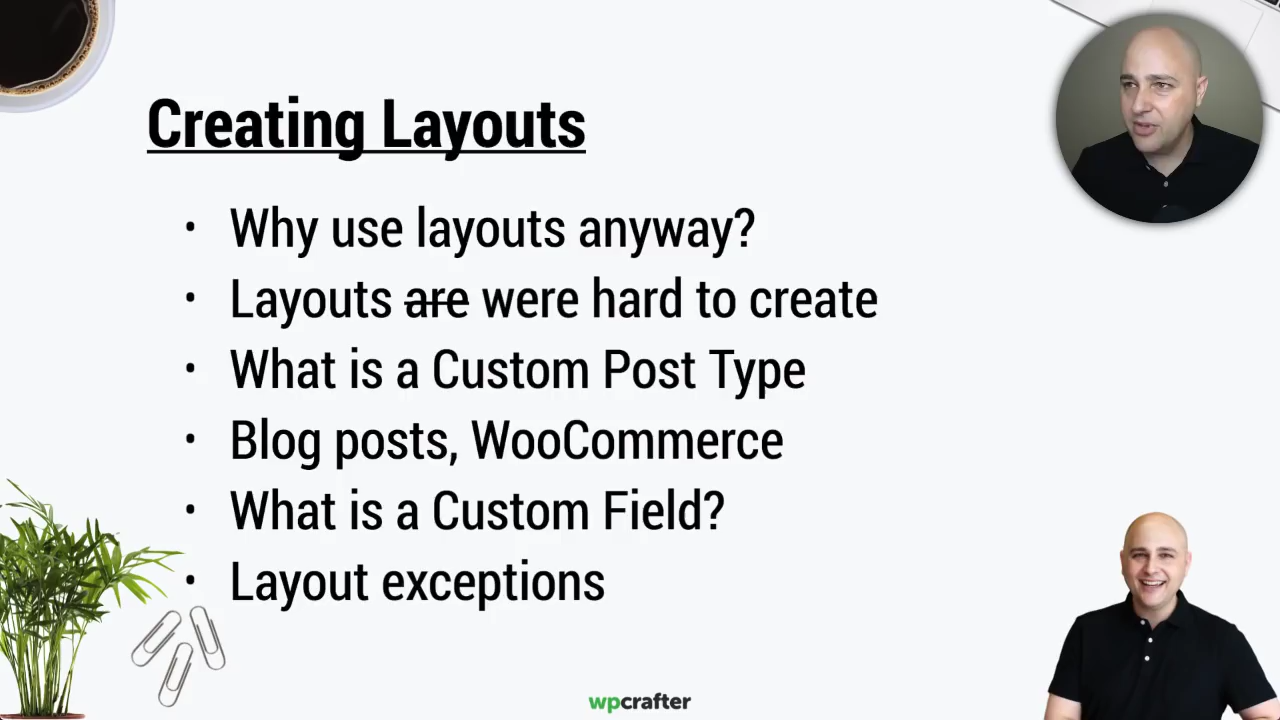 Creating Layouts
• Why use layouts anyway?
• Layouts are were hard to create
• What is a Custom Post Type
• Blog posts, WooCommerce
• What is a Custom Field?
• Layout exceptions
wpcrafter